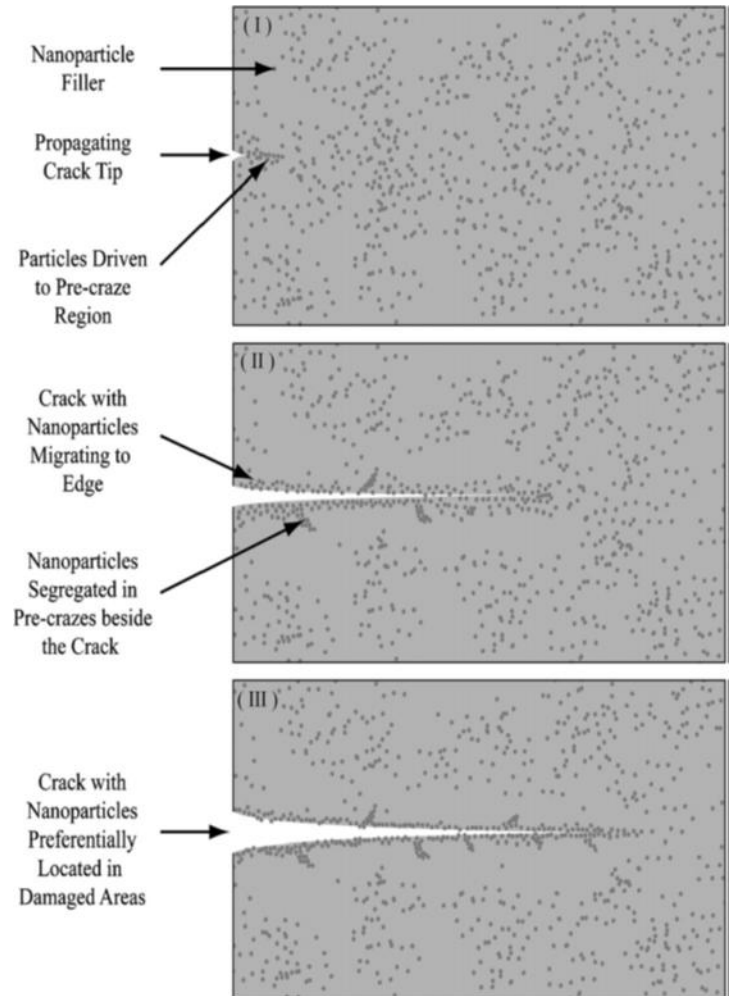 (I)
Nanoparticle
Filler
Propagating
Crack Tip
Particles Driven
to Pre-craze
Region
(II)
Crack with
Nanoparticles
Migrating to
Edge
Nanoparticles
Segregated in
Pre-crazes beside
the Crack
(III)
Crack with
Nanoparticles
Preferentially
Located in
Damaged Areas